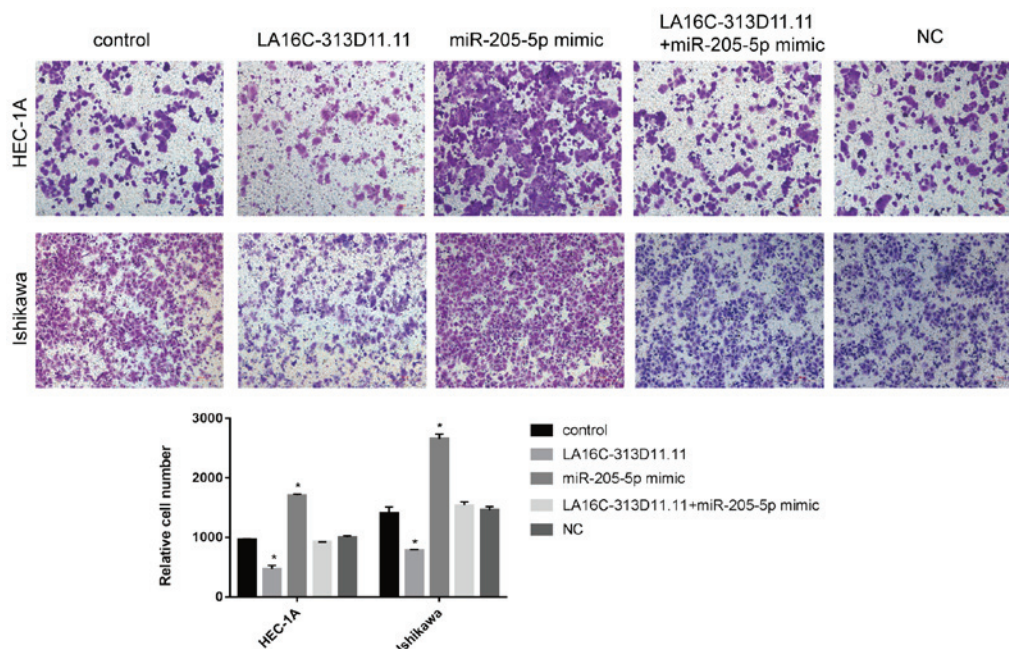 control
LA16C-313D11.11
miR-205-5p mimic
LA16C-313D11.11
+miR-205-5p mimic
NC
HEC-1A
Ishikawa
Relative cell number
3000
2000
1000
0
*
*
*
*
HEC-1A
Ishikawa
control
LA16C-313D11.11
miR-205-5p mimic
LA16C-313D11.11+miR-205-5p mimic
NC